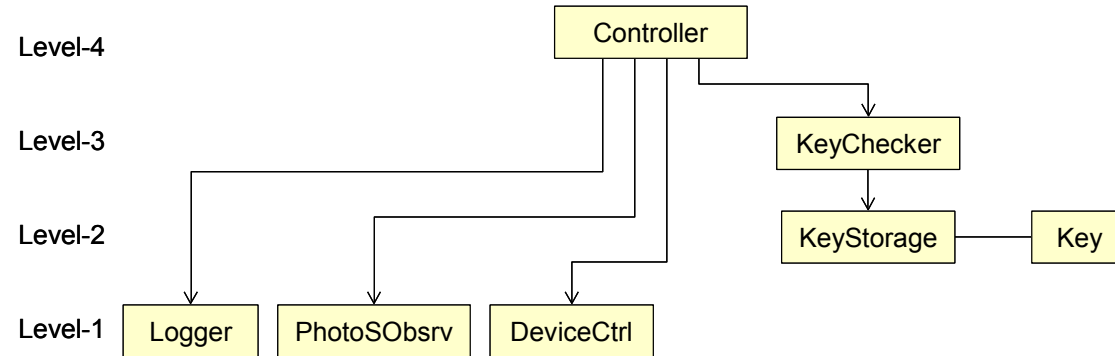 Level-4 Controller
Level-3 KeyChecker
Level-2 KeyStorage Key
Level-1 Logger PhotoSObsrv DeviceCtrl